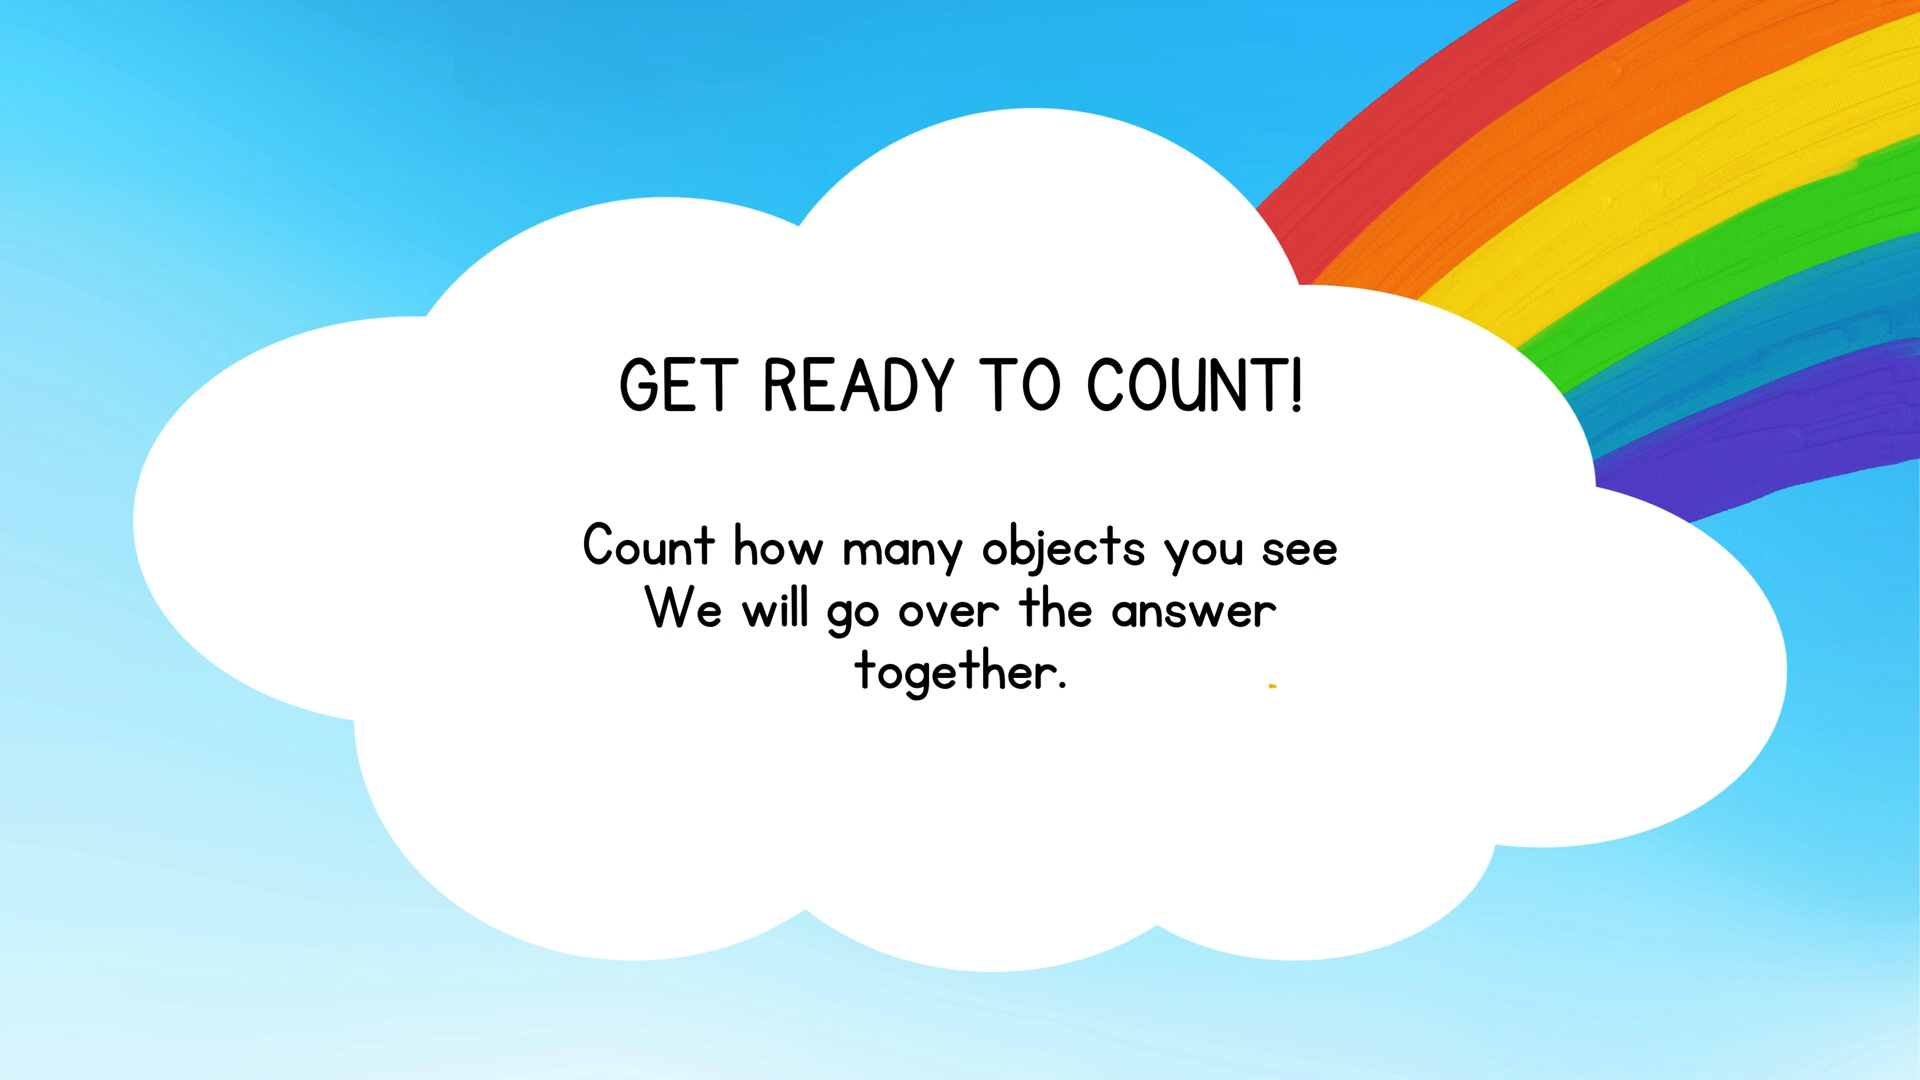 GET READY TO COUNT!
Count how many objects you see
We will go over the answer
together.